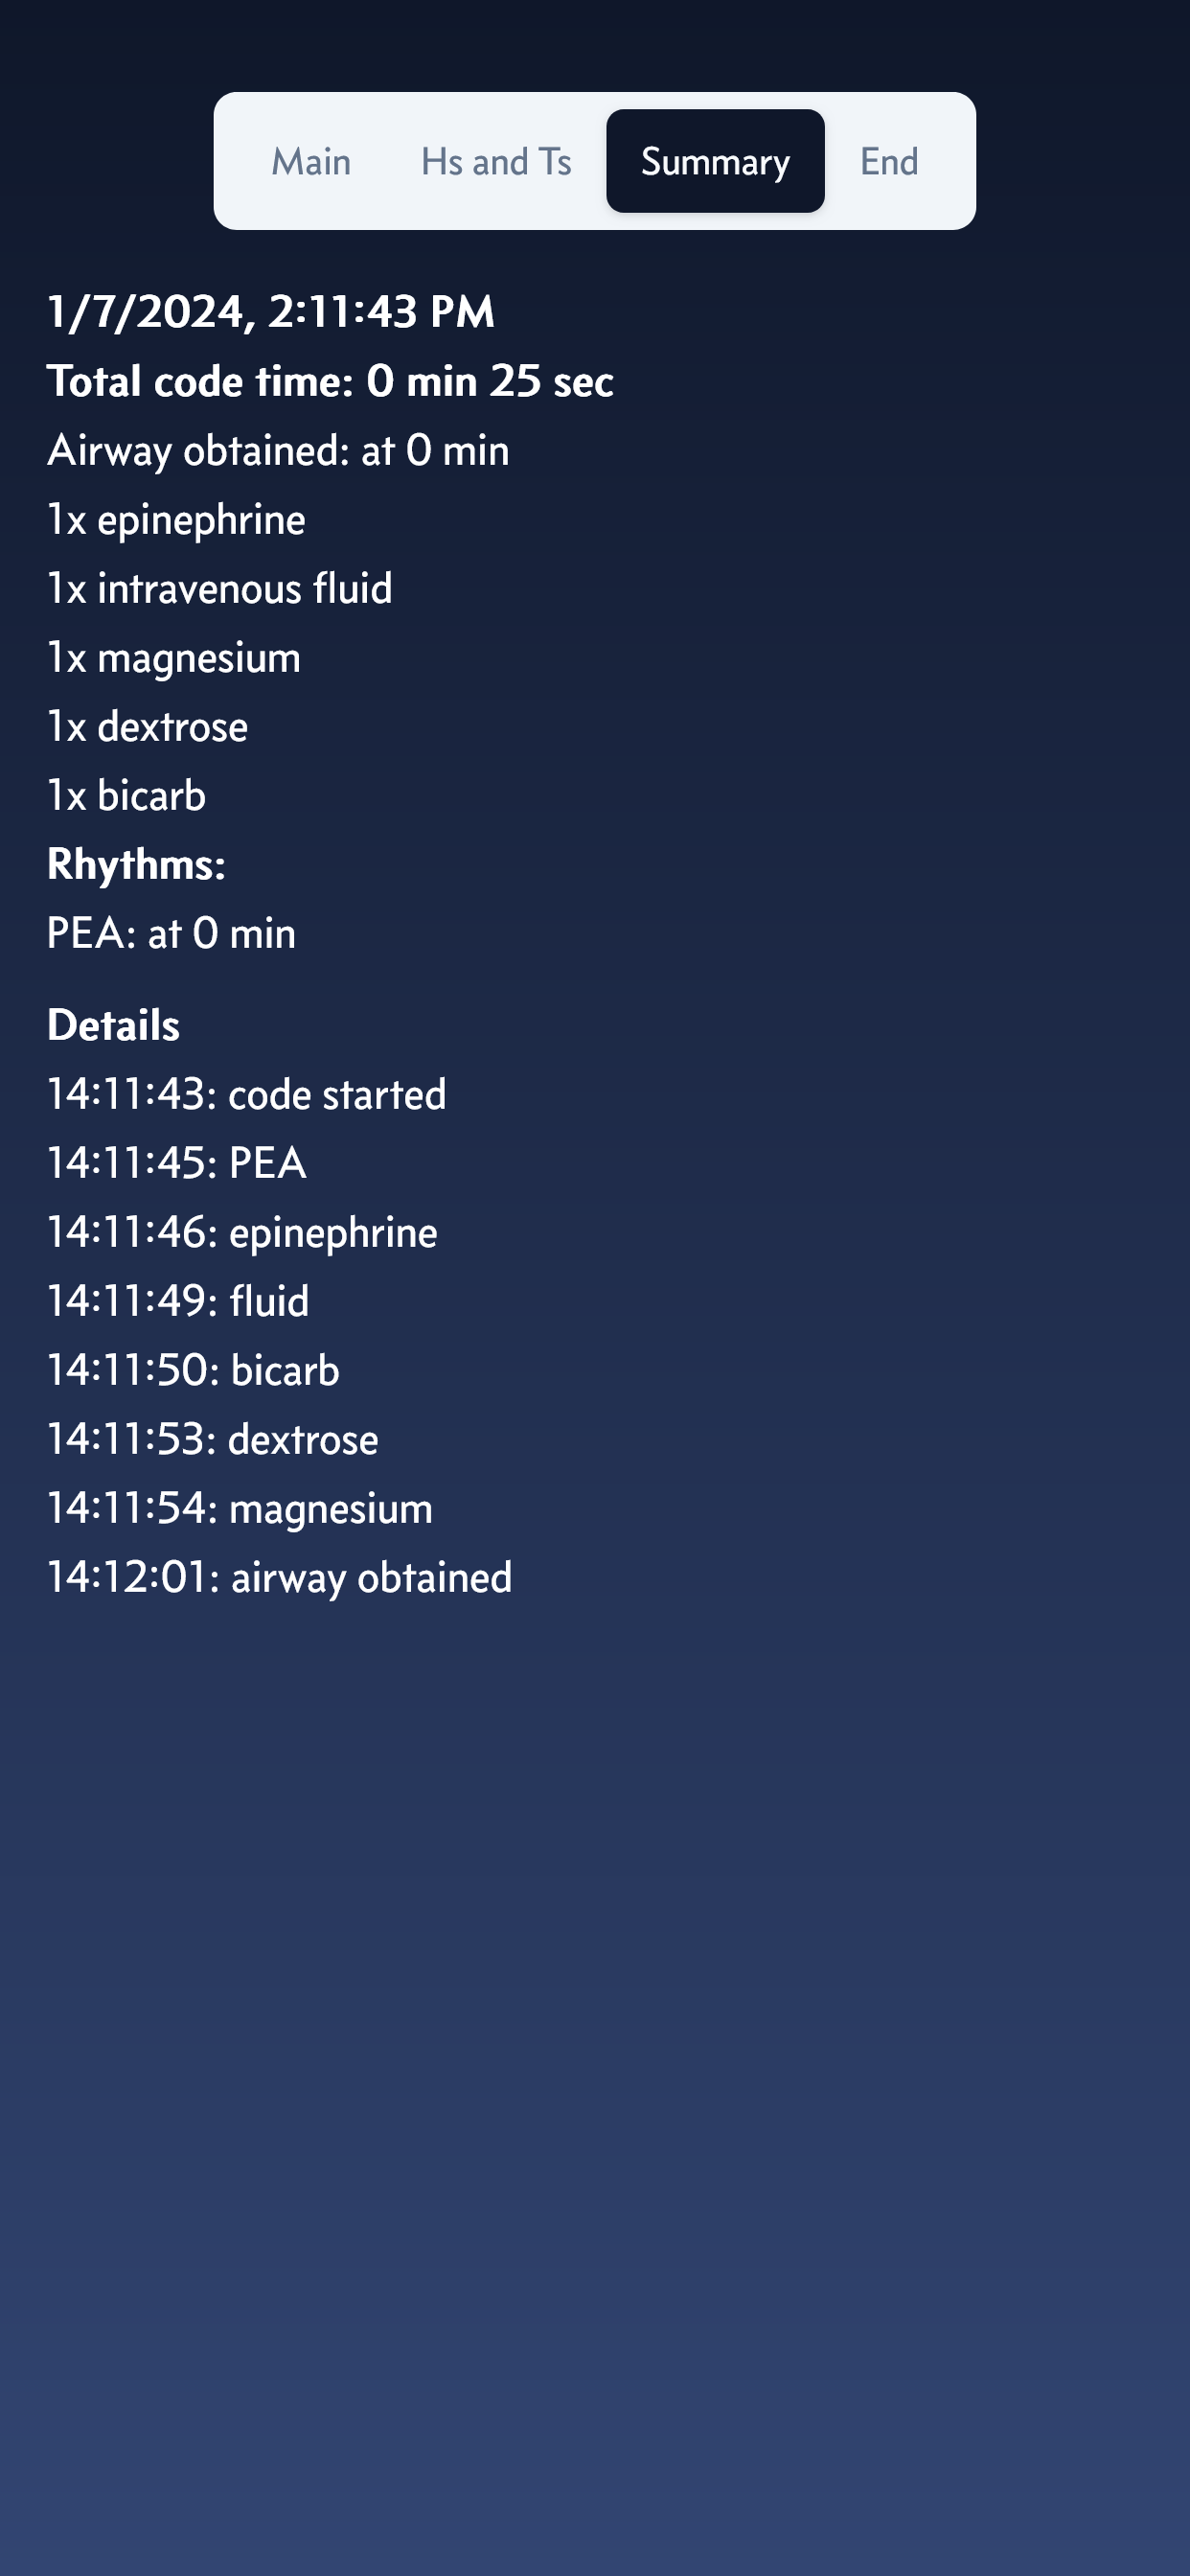 Main Hs and Ts Summary End
1/7/2024, 2:11:43 PM
Total code time: 0 min 25 sec
Airway obtained: at 0 min
1x epinephrine
1x intravenous fluid
1x magnesium
1x dextrose
1x bicarb
Rhythms:
PEA: at 0 min
Details
14:11:43: code started
14:11:45: PEA
14:11:46: epinephrine
14:11:49: fluid
14:11:50: bicarb
14:11:53: dextrose
14:11:54: magnesium
14:12:01: airway obtained